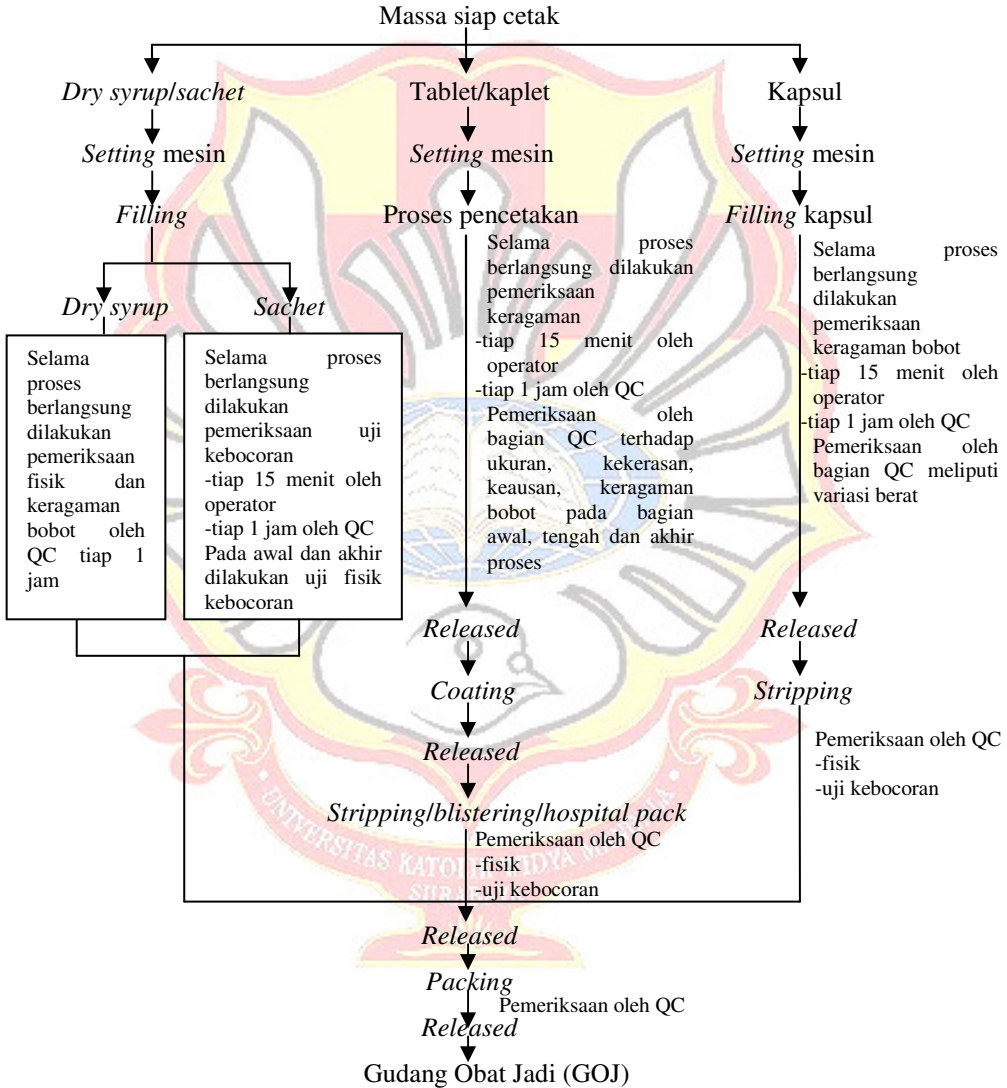 Massa siap cetak
Dry syrup/sachet
Tablet/kaplet
Kapsul
Setting mesin
Setting mesin
Setting mesin
Filling
Proses pencetakan
Filling kapsul
Dry syrup
Sachet
Selama
proses
berlangsung
dilakukan
pemeriksaan
fisik dan
keragaman
bobot oleh
QC tiap 1
jam
Selama proses
berlangsung
dilakukan
pemeriksaan uji
kebocoran
-tiap 15 menit oleh
operator
-tiap 1 jam oleh QC
Pada awal dan akhir
dilakukan uji fisik
kebocoran
Selama proses
berlangsung dilakukan
pemeriksaan
keragaman
-tiap 15 menit oleh
operator
-tiap 1 jam oleh QC
Pemeriksaan oleh
bagian QC terhadap
ukuran, kekerasan,
keausan, keragaman
bobot pada bagian
awal, tengah dan akhir
proses
Selama proses
berlangsung
dilakukan
pemeriksaan
keragaman bobot
-tiap 15 menit oleh
operator
-tiap 1 jam oleh QC
Pemeriksaan oleh
bagian QC meliputi
variasi berat
Released
Released
Coating
Stripping
Released
Pemeriksaan oleh QC
-fisik
-uji kebocoran
Stripping/blistering/hospital pack
Pemeriksaan oleh QC
-fisik
-uji kebocoran
Released
Packing
Pemeriksaan oleh QC
Released
Gudang Obat Jadi (GOJ)
UNIVERSITAS KATOLIK WIDYA